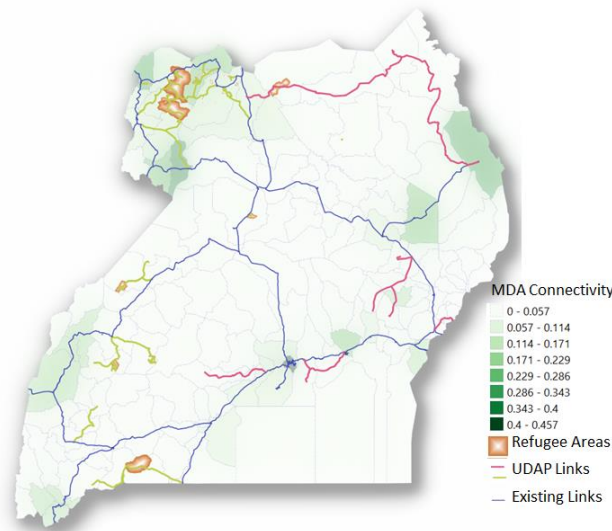 MDA Connectivity
0 - 0.057
0.057 - 0.114
0.114 - 0.171
0.171 - 0.229
0.229 - 0.286
0.286 - 0.343
0.343 - 0.4
0.4 - 0.457
Refugee Areas
UDAP Links
Existing Links